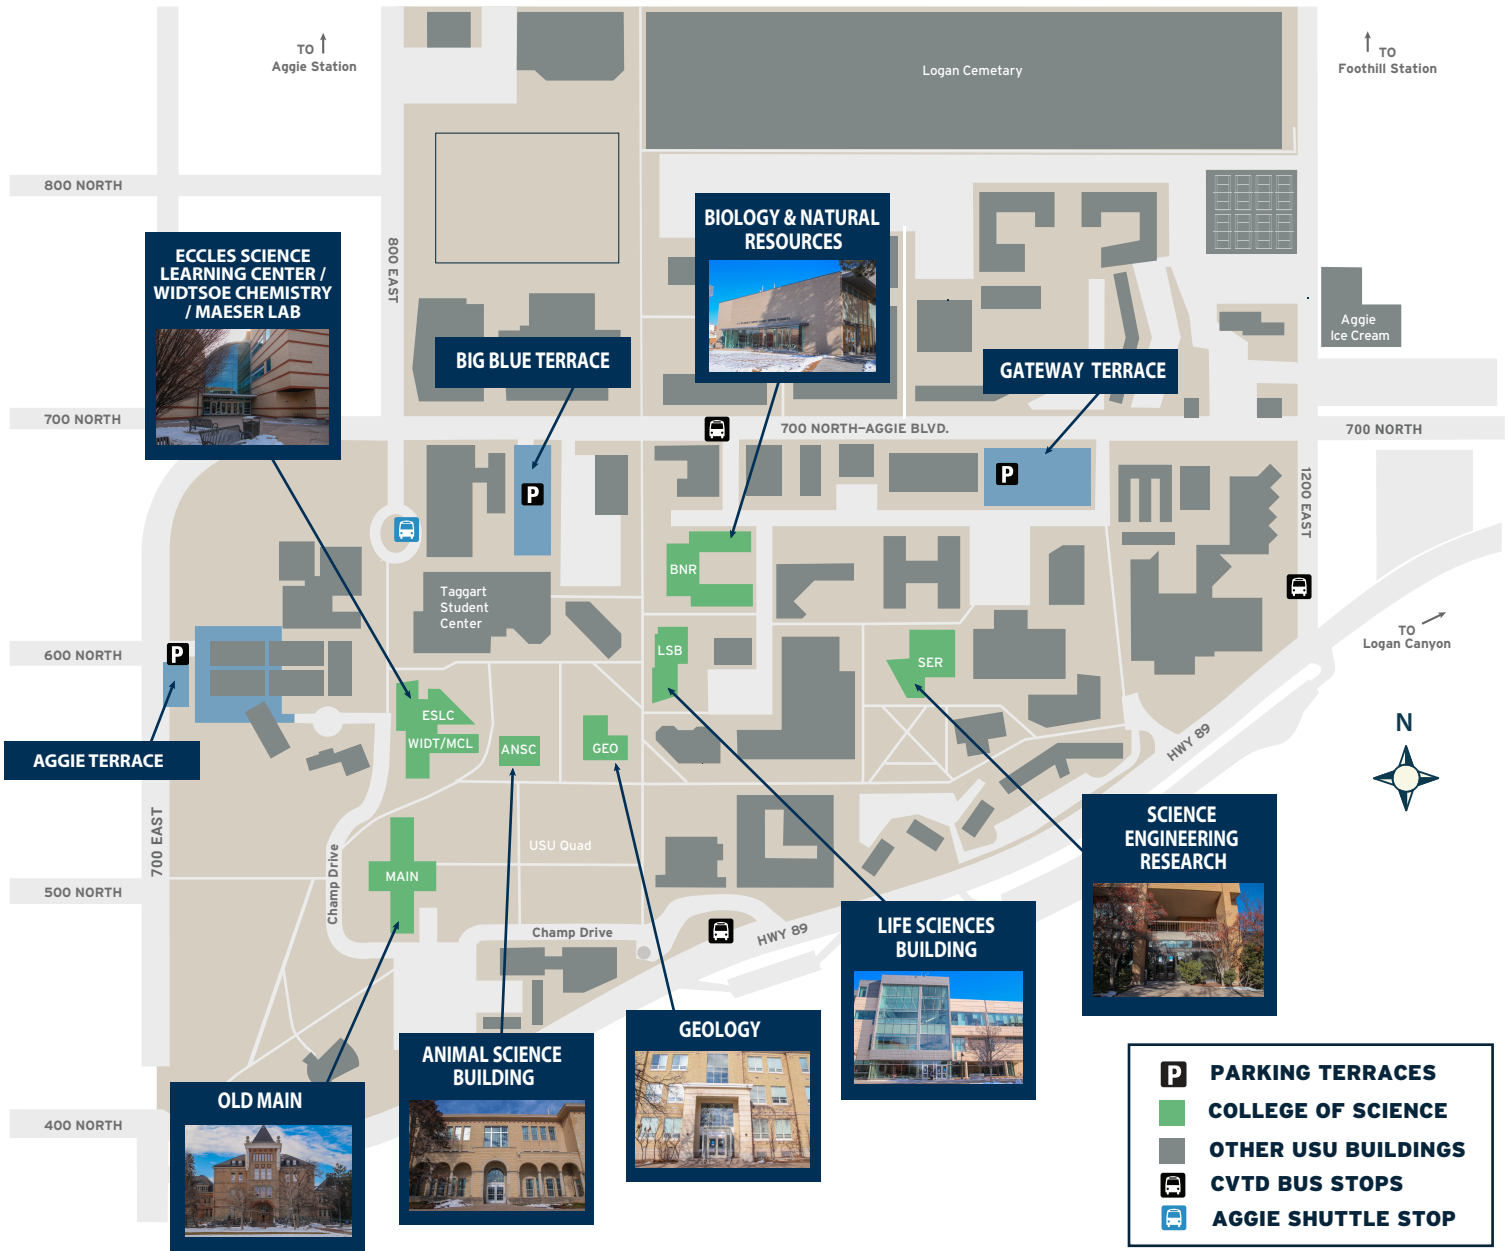 TO
Aggie Station
TO
Foothill Station
Logan Cemetary
800 NORTH
800 EAST
BIOLOGY & NATURAL
RESOURCES
ECCLES SCIENCE
LEARNING CENTER /
WIDTSOE CHEMISTRY
/ MAESER LAB
Aggie
Ice Cream
BIG BLUE TERRACE
GATEWAY TERRACE
700 NORTH
700 NORTH–AGGIE BLVD.
700 NORTH
P
P
1200 EAST
BNR
Taggart
Student
Center
TO
Logan Canyon
600 NORTH
P
LSB
SER
ESLC
WIDT/MCL
ANSC
GEO
AGGIE TERRACE
HWY 89
N
700 EAST
Champ Drive
USU Quad
MAIN
500 NORTH
Champ Drive
HWY 89
SCIENCE
ENGINEERING
RESEARCH
LIFE SCIENCES
BUILDING
GEOLOGY
ANIMAL SCIENCE
BUILDING
OLD MAIN
400 NORTH
P PARKING TERRACES
COLLEGE OF SCIENCE
OTHER USU BUILDINGS
CVTD BUS STOPS
AGGIE SHUTTLE STOP